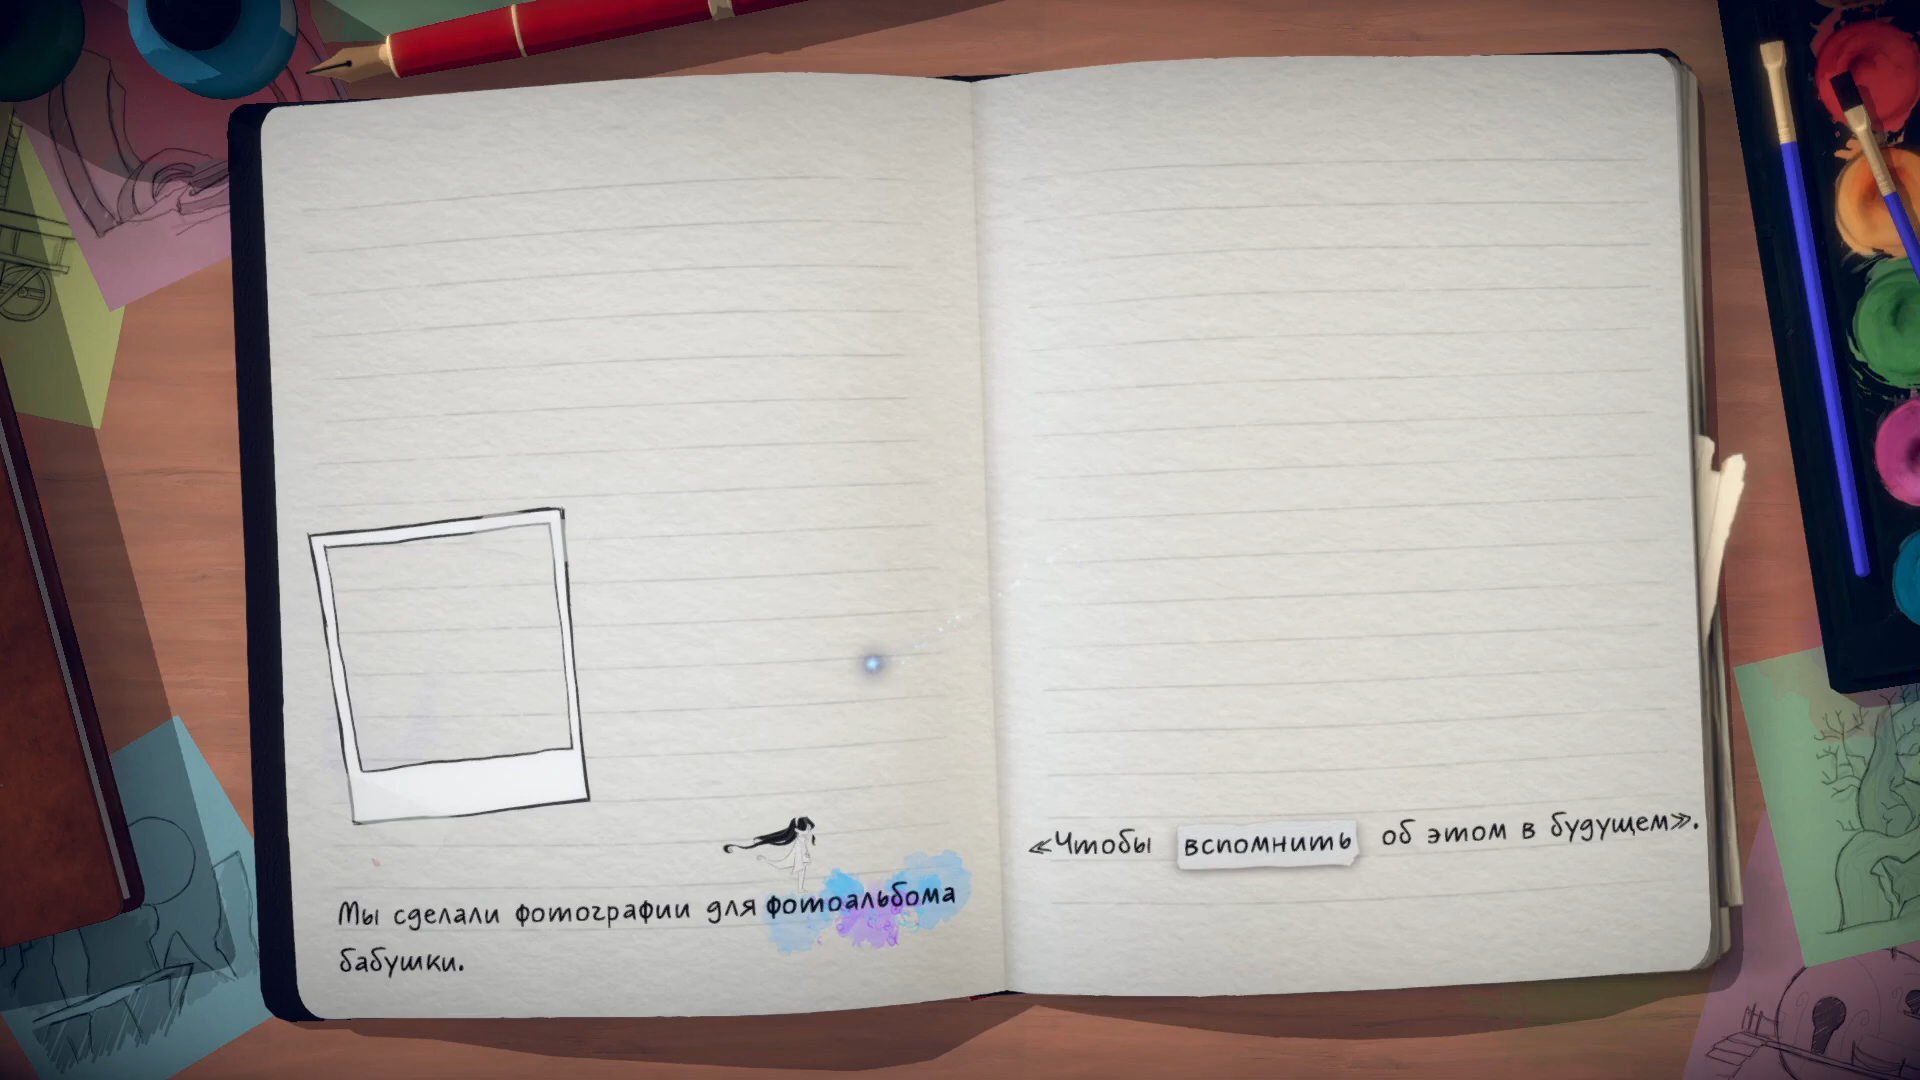 Мы сделали фотографии для фотоальбома
бабушки.
«Чтобы вспомнить об этом в будущем».